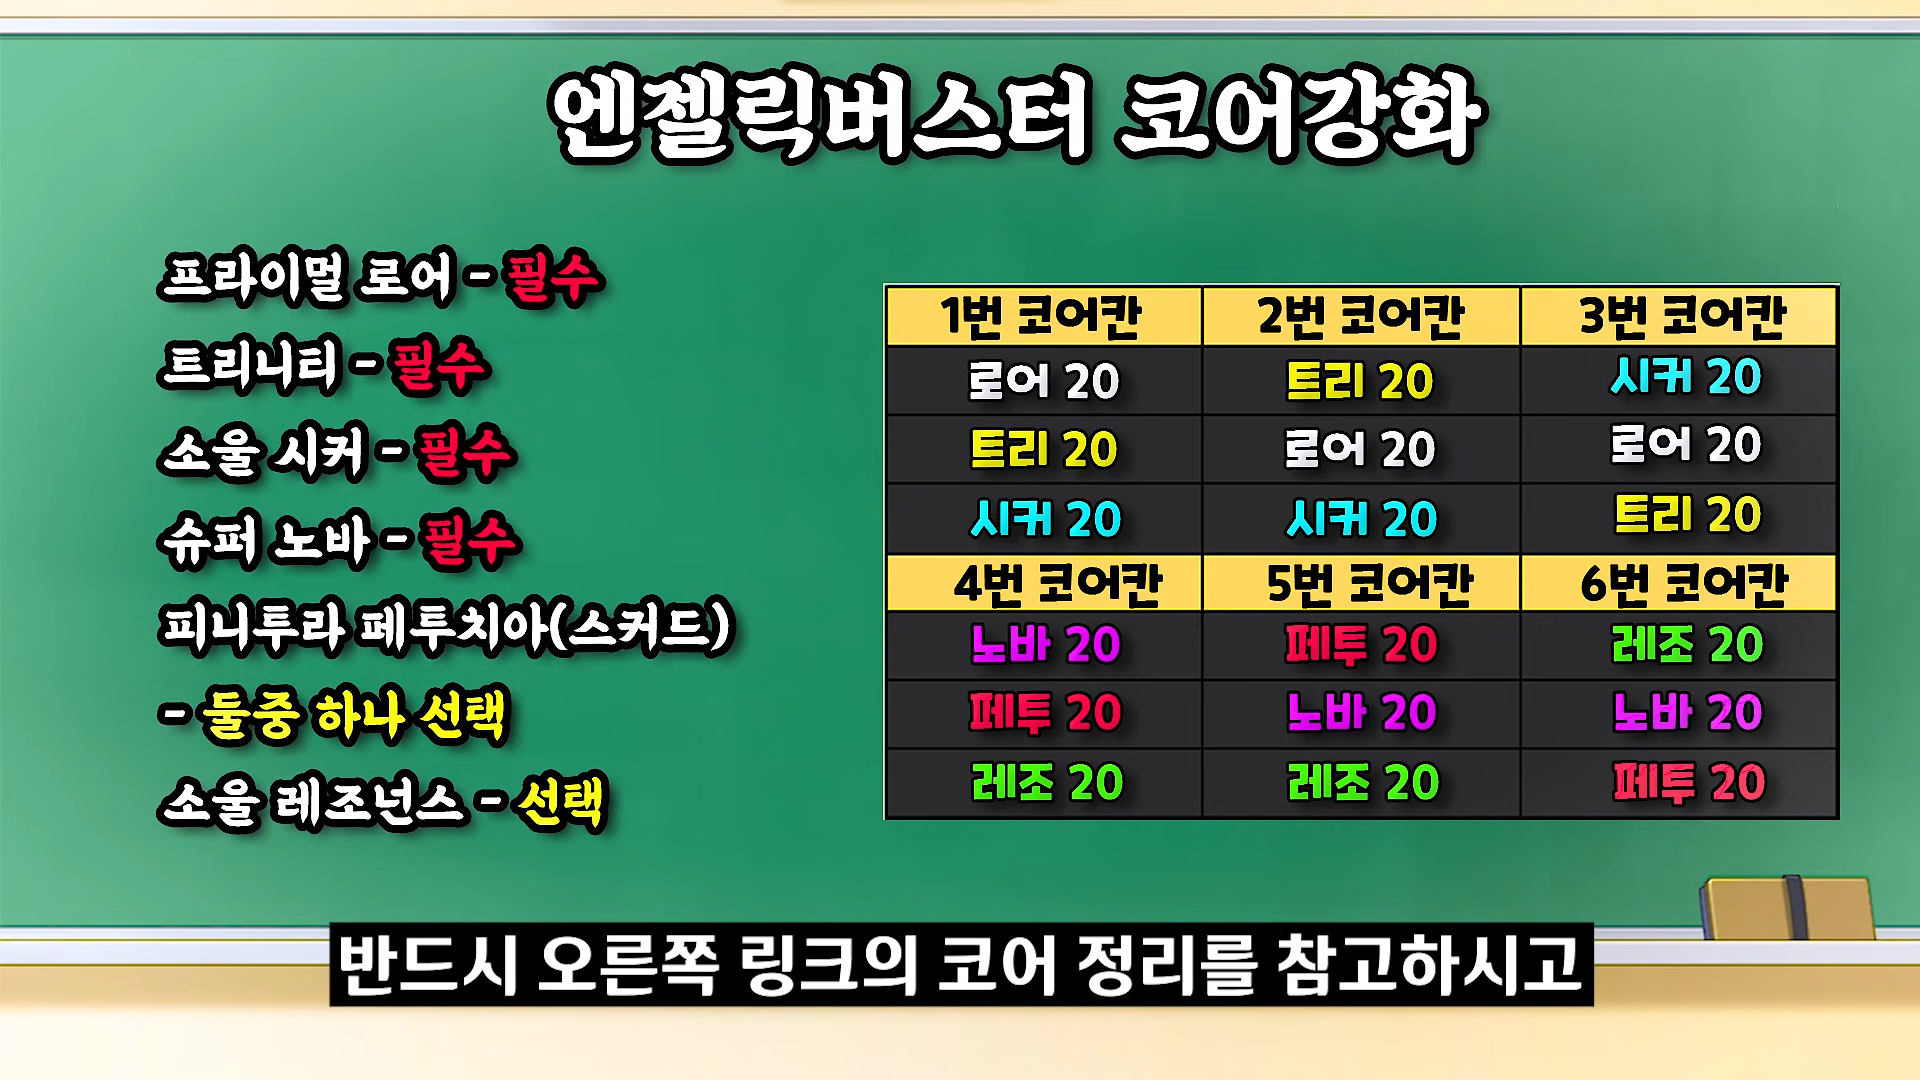 엔젤릭버스터 코어강화
프라이멀 로어 - 필수
트리니티 - 필수
소울 시커 - 필수
슈퍼 노바 - 필수
피니투라 페투치아(스커드)
- 둘중 하나 선택
소울 레조넌스 - 선택
1번 코어칸 2번 코어칸 3번 코어칸
로어 20 트리 20 시커 20
트리 20 로어 20 로어 20
시커 20 시커 20 트리 20
4번 코어칸 5번 코어칸 6번 코어칸
노바 20 페투 20 레조 20
페투 20 노바 20 노바 20
레조 20 레조 20 페투 20
반드시 오른쪽 링크의 코어 정리를 참고하시고